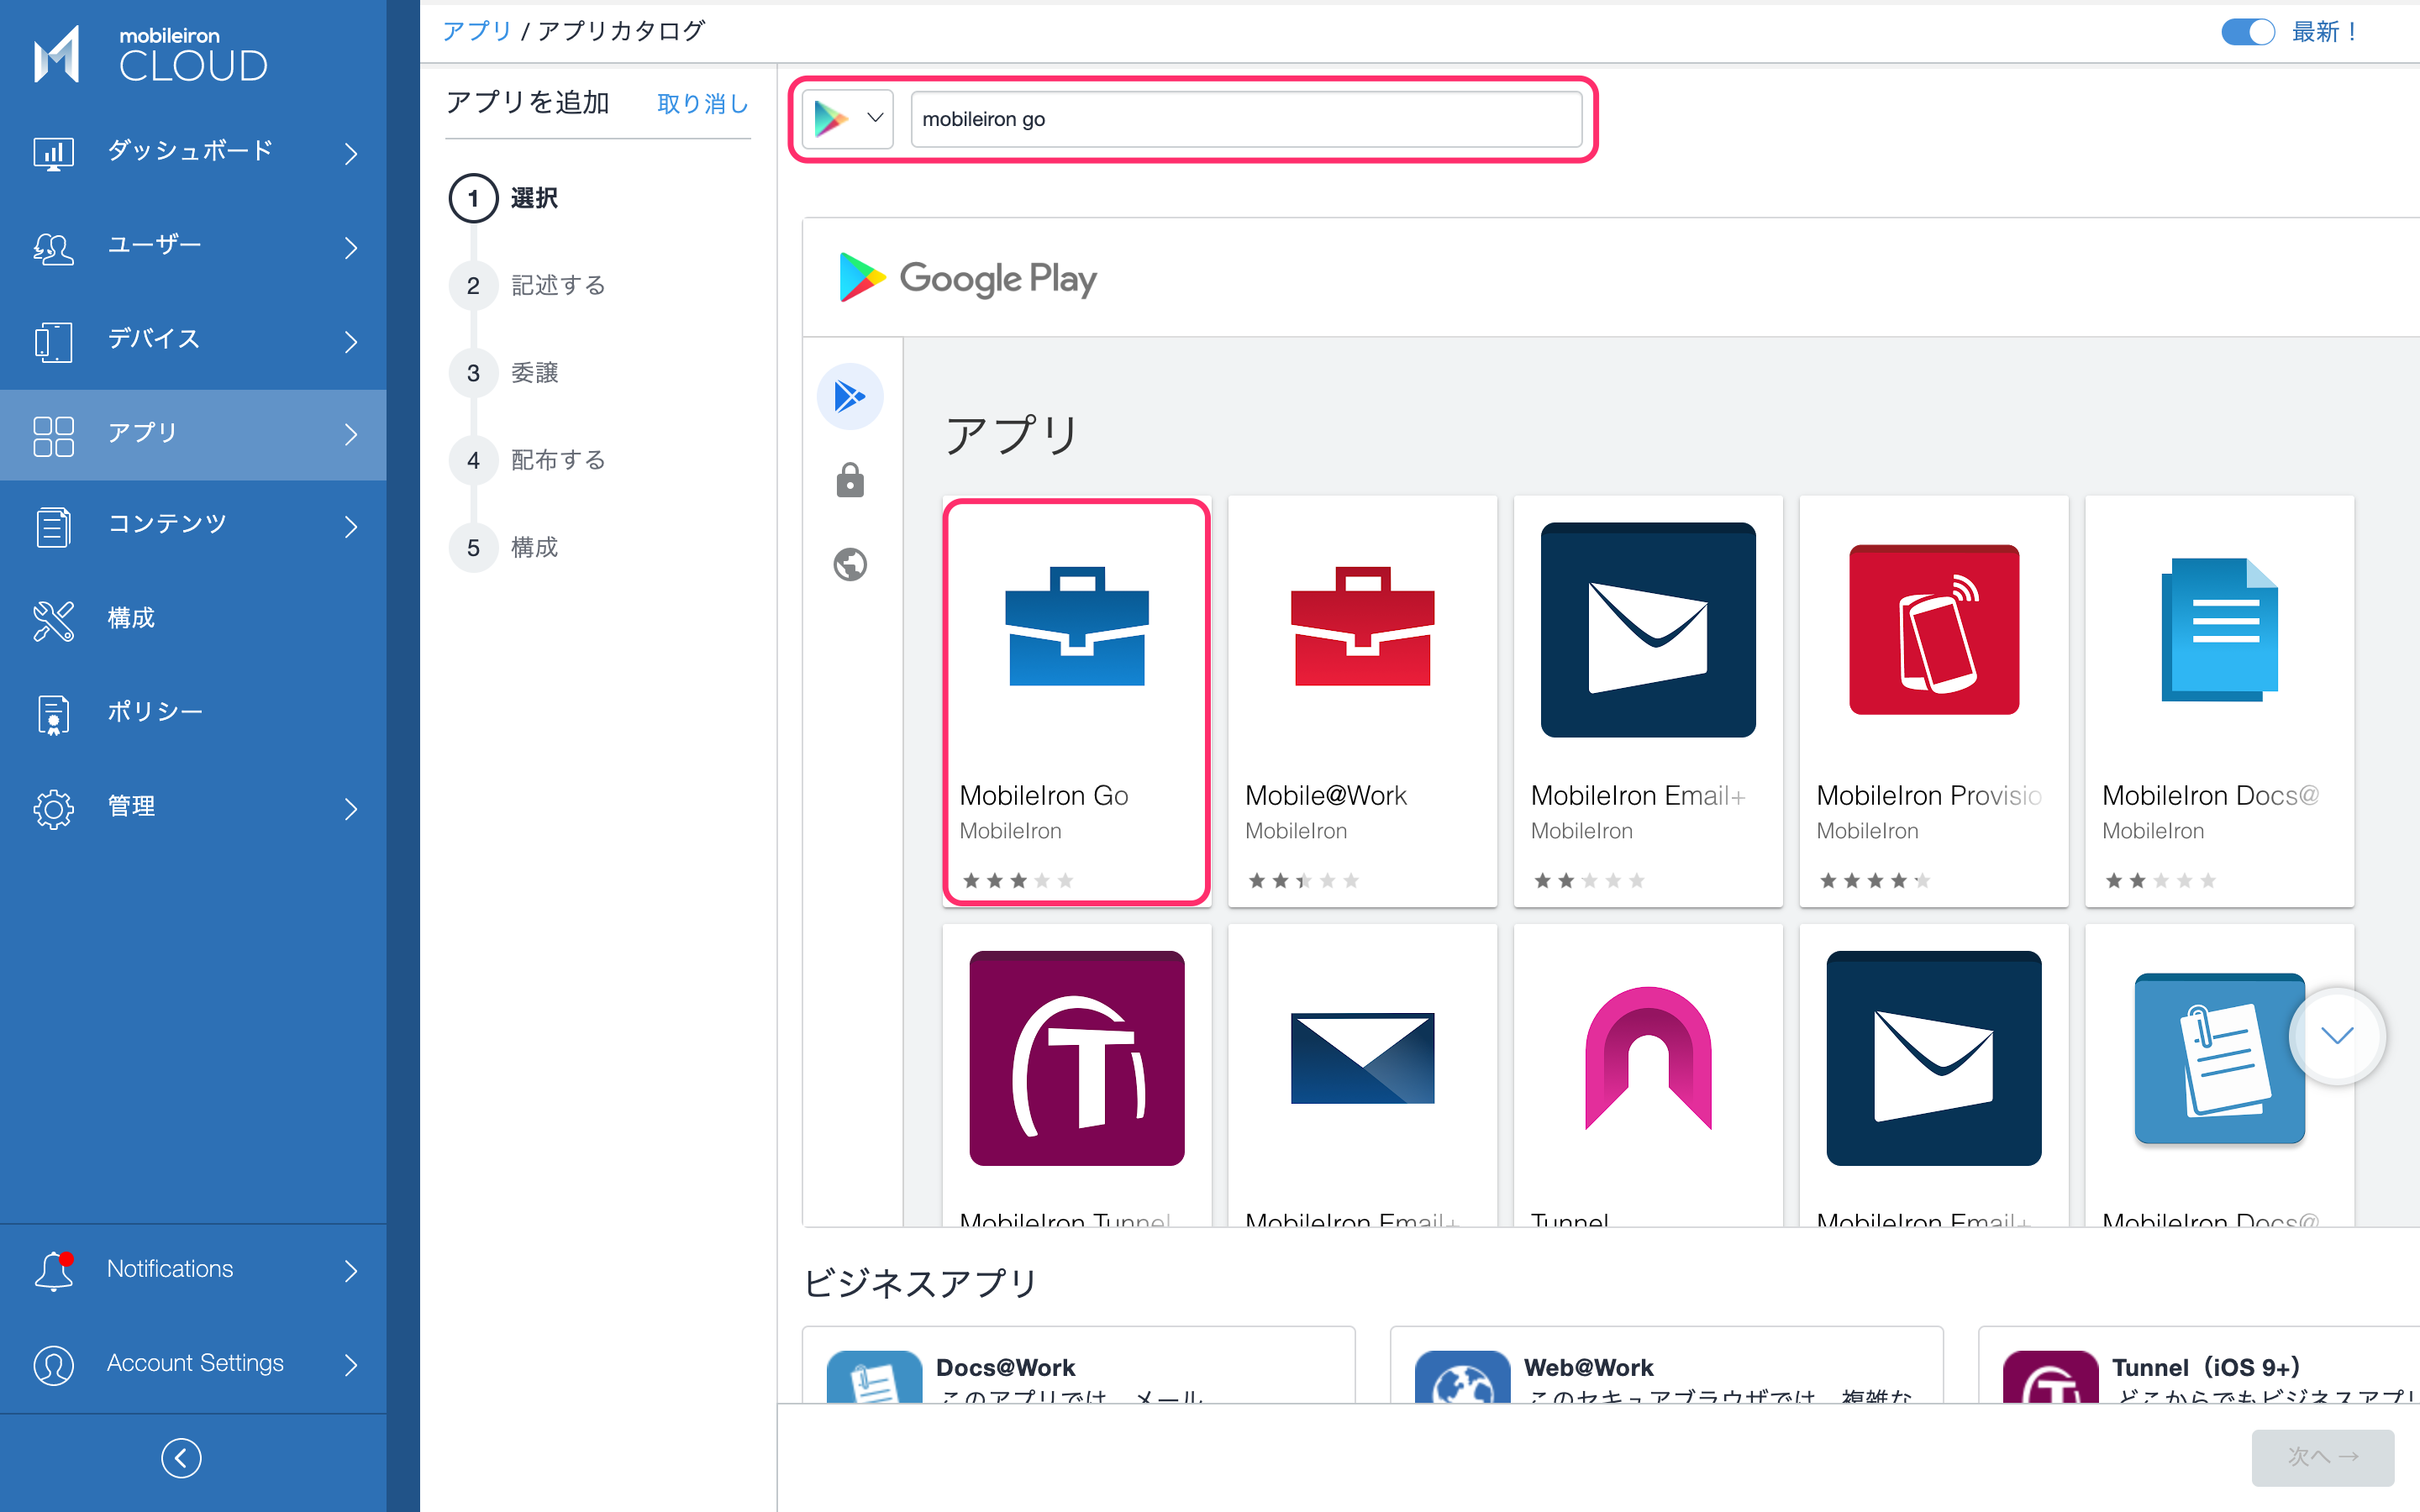 mobileiron
CLOUD
ダッシュボード
ユーザー
デバイス
アプリ
コンテンツ
構成
ポリシー
管理
Notifications
Account Settings
アプリ / アプリカタログ
最新！
アプリを追加
取り消し
1 選択
2 記述する
3 委譲
4 配布する
5 構成
mobileiron go
Google Play
アプリ
MobileIron Go
MobileIron
Mobile@Work
MobileIron
MobileIron Email+
MobileIron
MobileIron Provisio
MobileIron
MobileIron Docs@
MobileIron
MobileIron Tunnel
MobileIron Email+
Tunnel
MobileIron Email+
MobileIron Docs@
ビジネスアプリ
Docs@Work
このアプリでは、メール
Web@Work
このセキュアブラウザでは、複雑な
Tunnel（iOS 9+）
どこからでもビジネスアプリ
次へ →